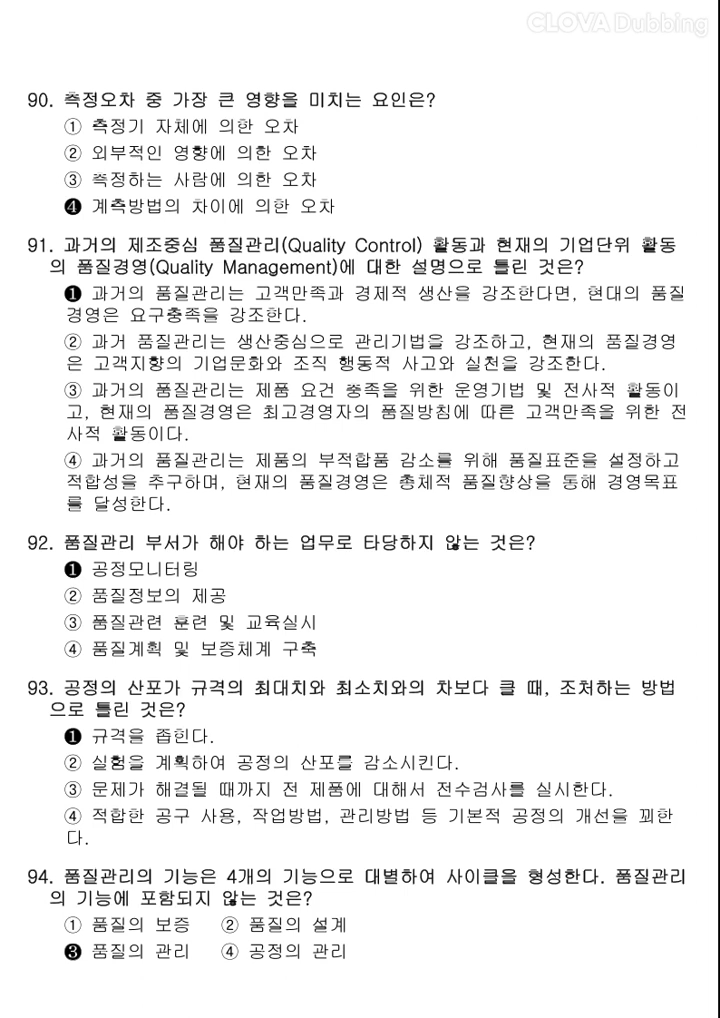 CLOVA Dubbing
90. 측정오차 중 가장 큰 영향을 미치는 요인은?
① 측정기 자체에 의한 오차
② 외부적인 영향에 의한 오차
③ 측정하는 사람에 의한 오차
❹ 계측방법의 차이에 의한 오차
91. 과거의 제조중심 품질관리(Quality Control) 활동과 현재의 기업단위 활동
의 품질경영(Quality Management)에 대한 설명으로 틀린 것은?
❶ 과거의 품질관리는 고객만족과 경제적 생산을 강조한다면, 현대의 품질
경영은 요구충족을 강조한다.
② 과거 품질관리는 생산중심으로 관리기법을 강조하고, 현재의 품질경영
은 고객지향의 기업문화와 조직 행동적 사고와 실천을 강조한다.
③ 과거의 품질관리는 제품 요건 충족을 위한 운영기법 및 전사적 활동이
고, 현재의 품질경영은 최고경영자의 품질방침에 따른 고객만족을 위한 전
사적 활동이다.
④ 과거의 품질관리는 제품의 부적합품 감소를 위해 품질표준을 설정하고
적합성을 추구하며, 현재의 품질경영은 총체적 품질향상을 통해 경영목표
를 달성한다.
92. 품질관리 부서가 해야 하는 업무로 타당하지 않는 것은?
❶ 공정모니터링
② 품질정보의 제공
③ 품질관련 훈련 및 교육실시
④ 품질계획 및 보증체계 구축
93. 공정의 산포가 규격의 최대치와 최소치와의 차보다 클 때, 조처하는 방법
으로 틀린 것은?
❶ 규격을 좁힌다.
② 실험을 계획하여 공정의 산포를 감소시킨다.
③ 문제가 해결될 때까지 전 제품에 대해서 전수검사를 실시한다.
④ 적합한 공구 사용, 작업방법, 관리방법 등 기본적 공정의 개선을 꾀한
다.
94. 품질관리의 기능은 4개의 기능으로 대별하여 사이클을 형성한다. 품질관리
의 기능에 포함되지 않는 것은?
① 품질의 보증 ② 품질의 설계
❸ 품질의 관리 ④ 공정의 관리